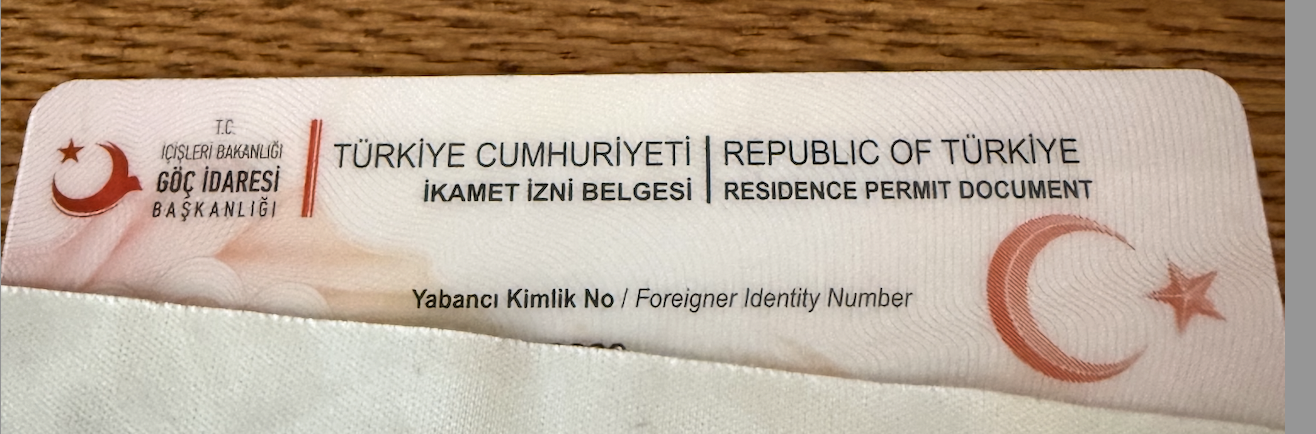 T.C.
İÇİŞLERİ BAKANLIĞI
GÖÇ İDARESİ
BAŞKANLIĞI
TÜRKİYE CUMHURİYETİ | REPUBLIC OF TÜRKİYE
İKAMET İZNİ BELGESİ | RESIDENCE PERMIT DOCUMENT
Yabancı Kimlik No / Foreigner Identity Number